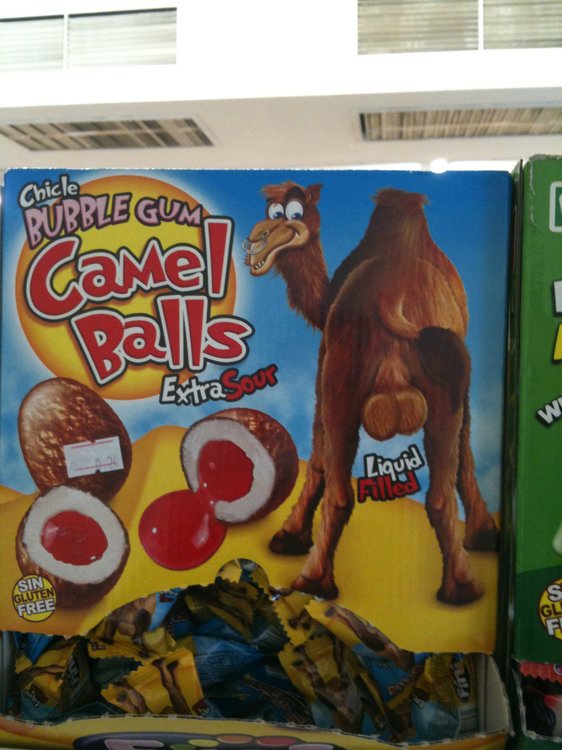 Chicle
BUBBLE GUM
Camel
Balls
Extra Sour
Liquid
Filled
SIN
GLUTEN
FREE